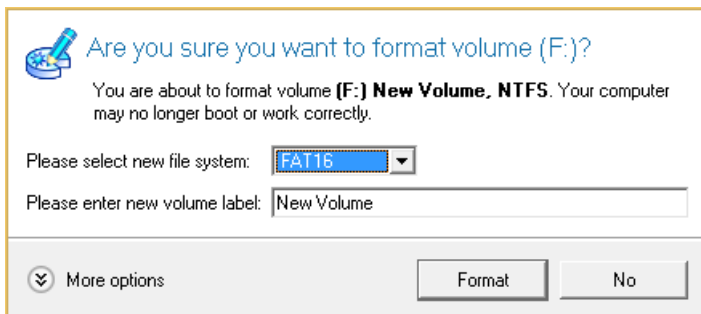 Are you sure you want to format volume (F:)?
You are about to format volume (F:) New Volume, NTFS. Your computer
may no longer boot or work correctly.
Please select new file system: FAT16
Please enter new volume label: New Volume
More options Format No